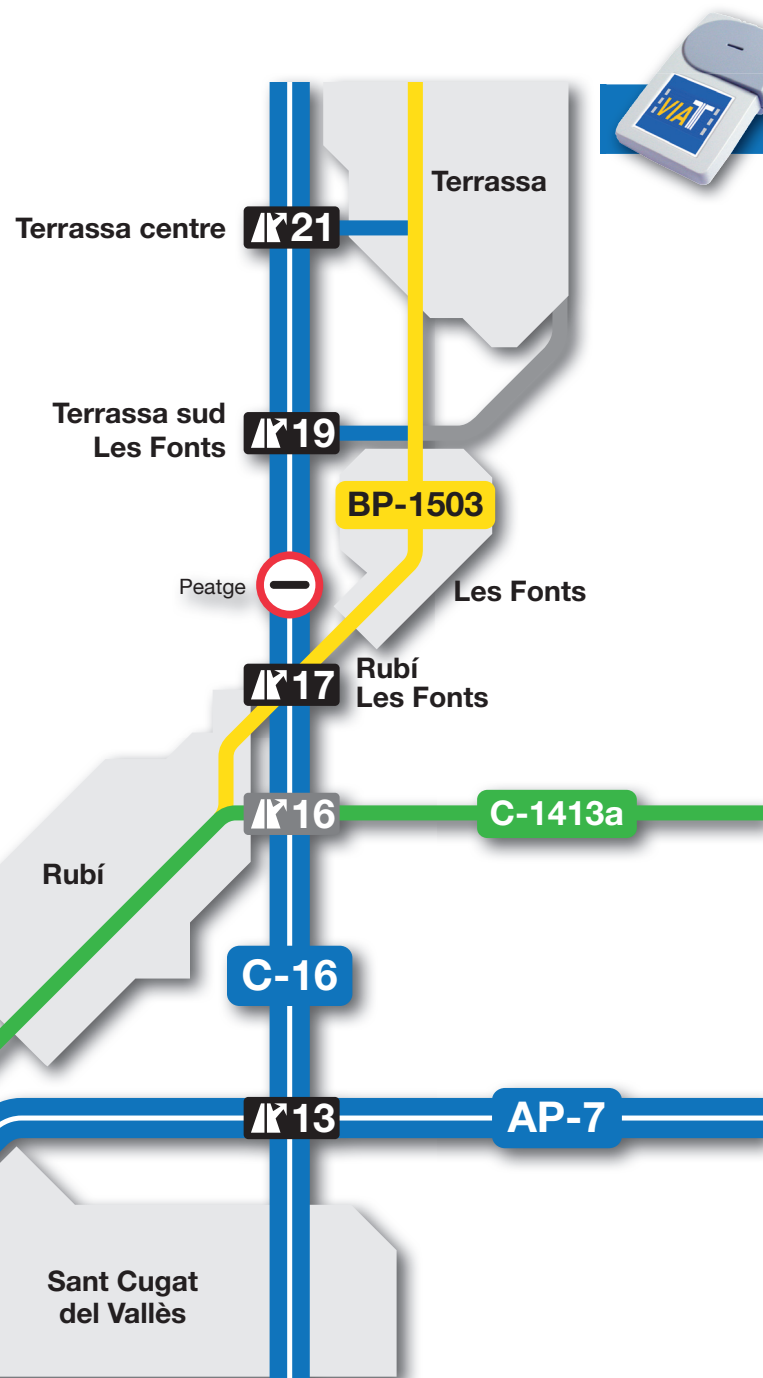 VIA T
Terrassa
Terrassa centre
21
Terrassa sud
Les Fonts
19
BP-1503
Peatge
Les Fonts
17
Rubí
Les Fonts
16
C-1413a
Rubí
C-16
13
AP-7
Sant Cugat
del Vallès